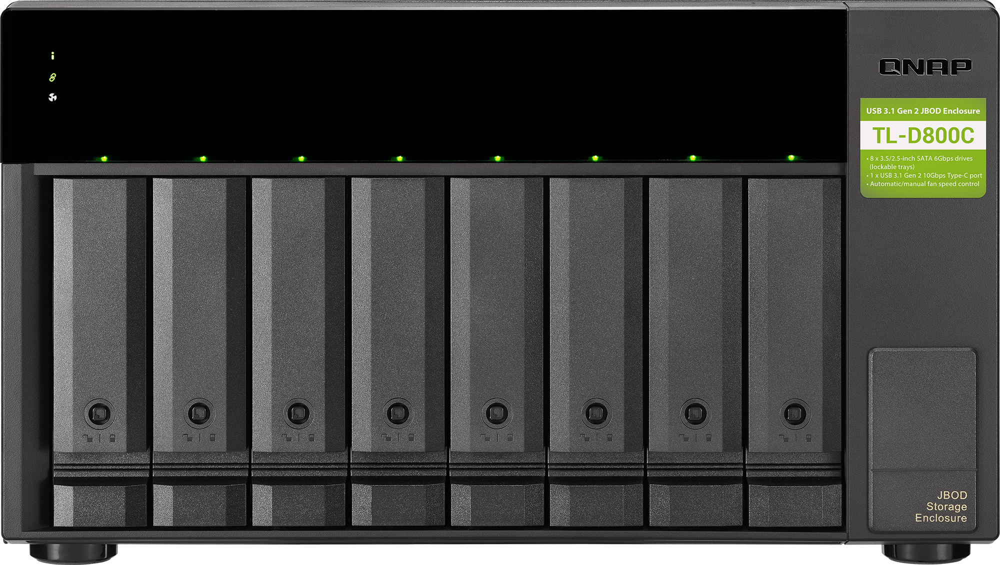 QNAP
USB 3.1 Gen 2 JBOD Enclosure
TL-D800C
• 8 x 3.5/2.5-inch SATA 6Gbps drives
(lockable trays)
• 1 x USB 3.1 Gen 2 10Gbps Type-C port
• Automatic/manual fan speed control
JBOD
Storage
Enclosure